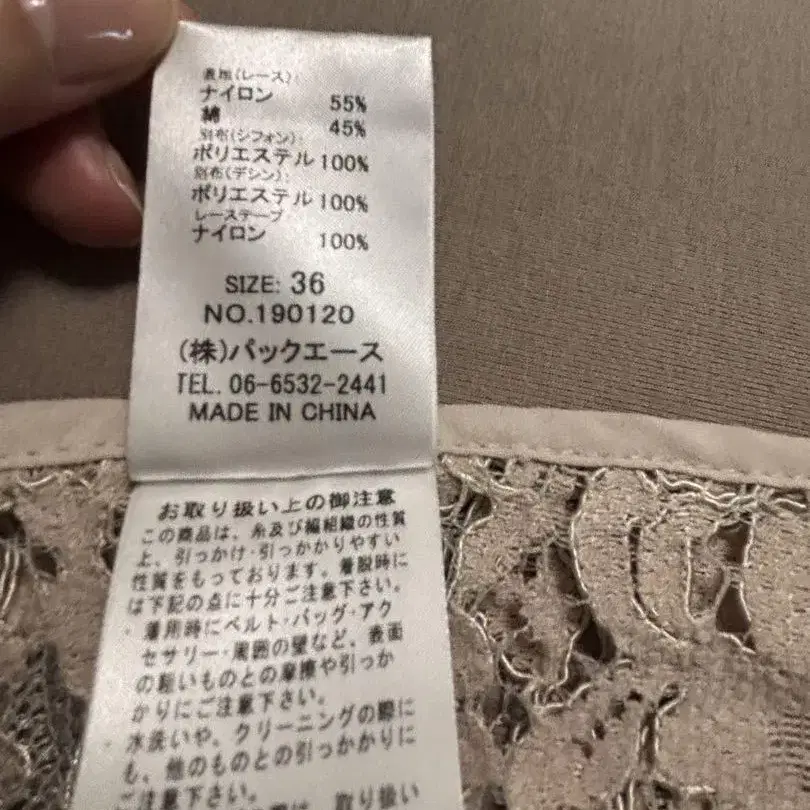 表地(レース):
ナイロン 55%
綿 45%
別布(シフォン):
ポリエステル 100%
別布(デシン):
ポリエステル 100%
レーステープ
ナイロン 100%
SIZE: 36
NO.190120
(株)パックエース
TEL. 06-6532-2441
MADE IN CHINA
お取り扱い上の御注意
この商品は、糸及び編組織の性質
上、引っかけ・引っかかりやすい
性質をもっております。着脱時に
は下記の点に十分ご注意下さい。
・着用時にベルト・バッグ・アク
セサリー・周囲の壁など、表面
の粗いものとの摩擦や引っか
かりにご注意下さい。
・水洗いや、クリーニングの際に
も、他のものとの引っかかりに
ご注意下さい。
取り扱い